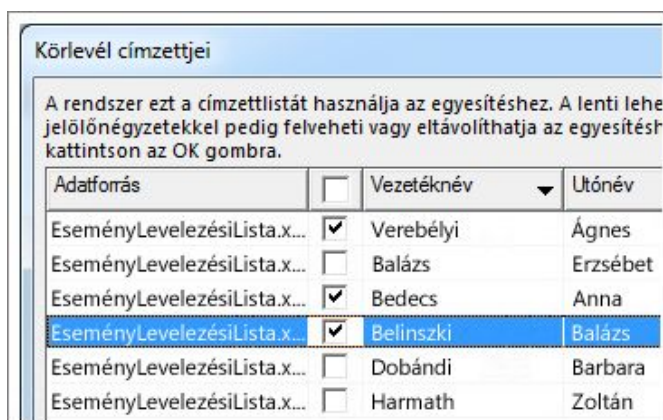 Körlevél címzettjei
A rendszer ezt a címzettlistát használja az egyesítéshez. A lenti lehe
jelölőnégyzetekkel pedig felveheti vagy eltávolíthatja az egyesítésh
kattintson az OK gombra.
Adatforrás Vezetéknév Utónév
EseményLevelezésiLista.x... Verebélyi Ágnes
EseményLevelezésiLista.x... Balázs Erzsébet
EseményLevelezésiLista.x... Bedecs Anna
EseményLevelezésiLista.x... Belinszki Balázs
EseményLevelezésiLista.x... Dobándi Barbara
EseményLevelezésiLista.x... Harmath Zoltán